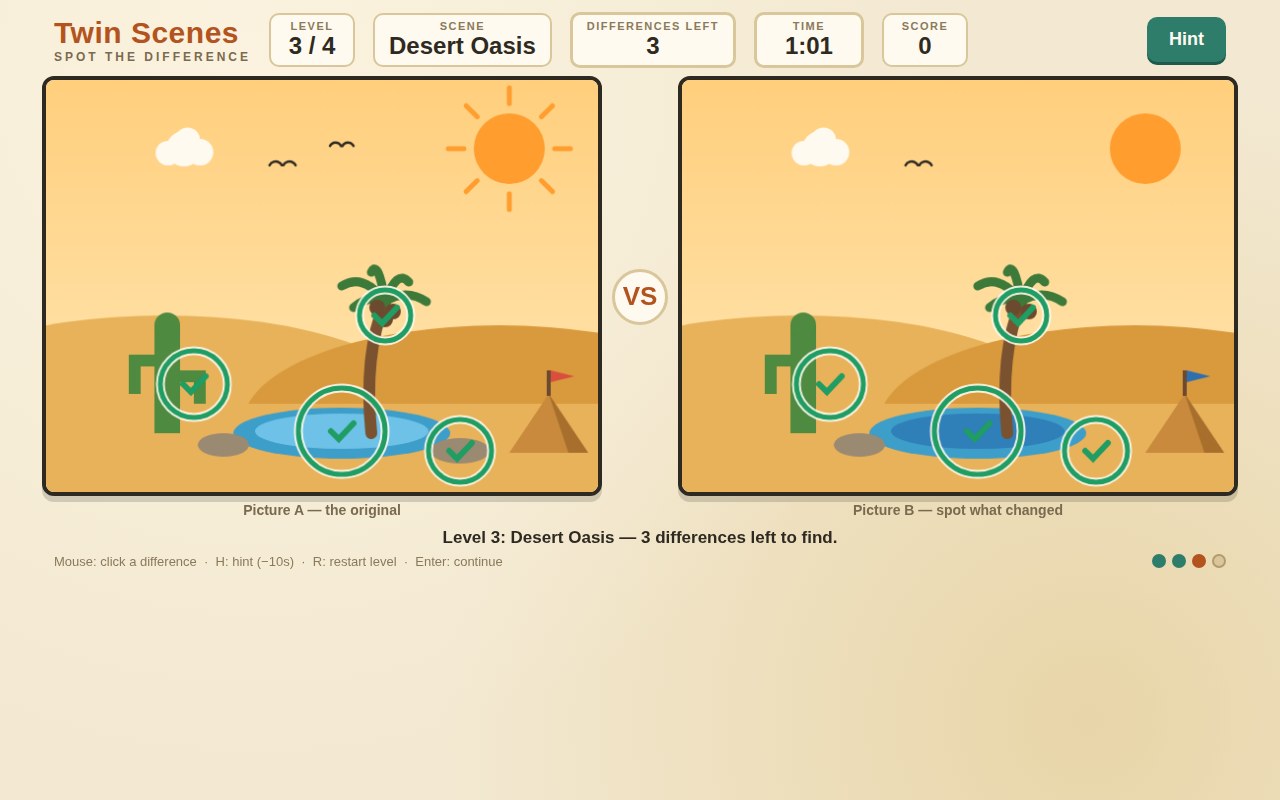 Twin Scenes
SPOT THE DIFFERENCE
LEVEL
3 / 4
SCENE
Desert Oasis
DIFFERENCES LEFT
3
TIME
1:01
SCORE
0
Hint
VS
Picture A — the original
Picture B — spot what changed
Level 3: Desert Oasis — 3 differences left to find.
Mouse: click a difference · H: hint (−10s) · R: restart level · Enter: continue